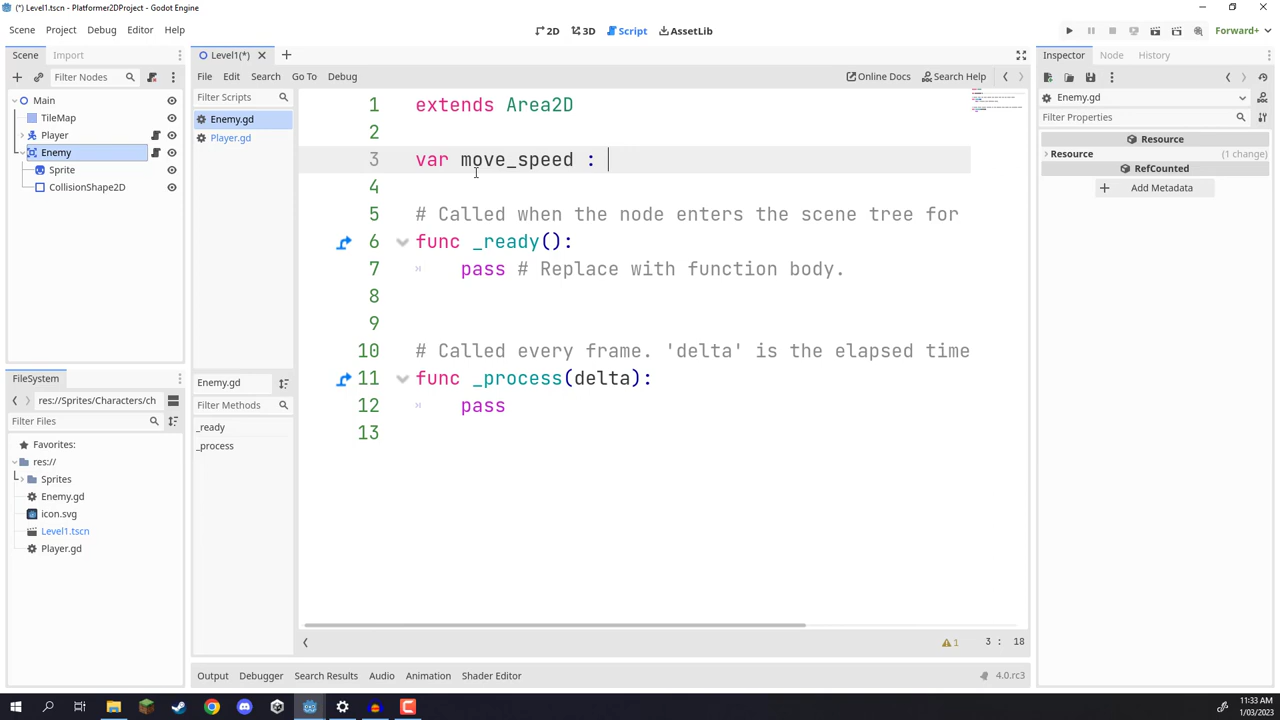 (*) Level1.tscn - Platformer2DProject - Godot Engine
Scene Project Debug Editor Help
2D 3D Script AssetLib
Forward+
Scene Import
Filter Nodes
Main
TileMap
Player
Enemy
Sprite
CollisionShape2D
FileSystem
res://Sprites/Characters/ch
Filter Files
Favorites:
res://
Sprites
Enemy.gd
icon.svg
Level1.tscn
Player.gd
Level1(*)
File Edit Search Go To Debug
Online Docs Search Help
Filter Scripts
Enemy.gd
Player.gd
Enemy.gd
Filter Methods
_ready
_process
1 extends Area2D
2
3 var move_speed :
4
5 # Called when the node enters the scene tree for
6 func _ready():
7 pass # Replace with function body.
8
9
10 # Called every frame. 'delta' is the elapsed time
11 func _process(delta):
12 pass
13
1 3 : 18
Output Debugger Search Results Audio Animation Shader Editor
4.0.rc3
Inspector Node History
Enemy.gd
Filter Properties
Resource
Resource (1 change)
RefCounted
Add Metadata
11:33 AM
1/03/2023